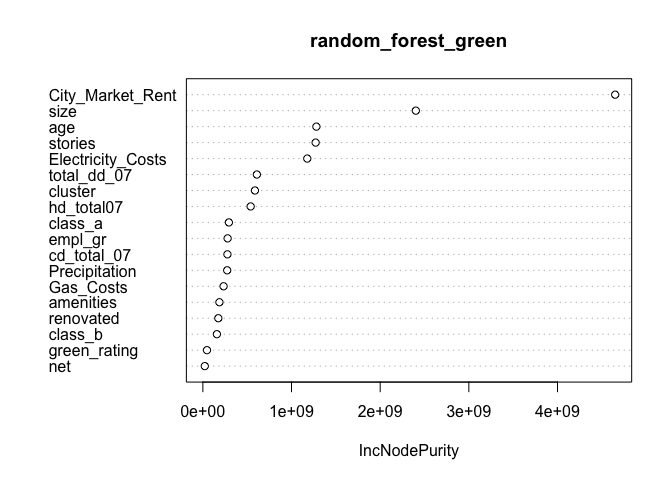 random_forest_green
City_Market_Rent
size
age
stories
Electricity_Costs
total_dd_07
cluster
hd_total07
class_a
empl_gr
cd_total_07
Precipitation
Gas_Costs
amenities
renovated
class_b
green_rating
net
0e+00 1e+09 2e+09 3e+09 4e+09
IncNodePurity